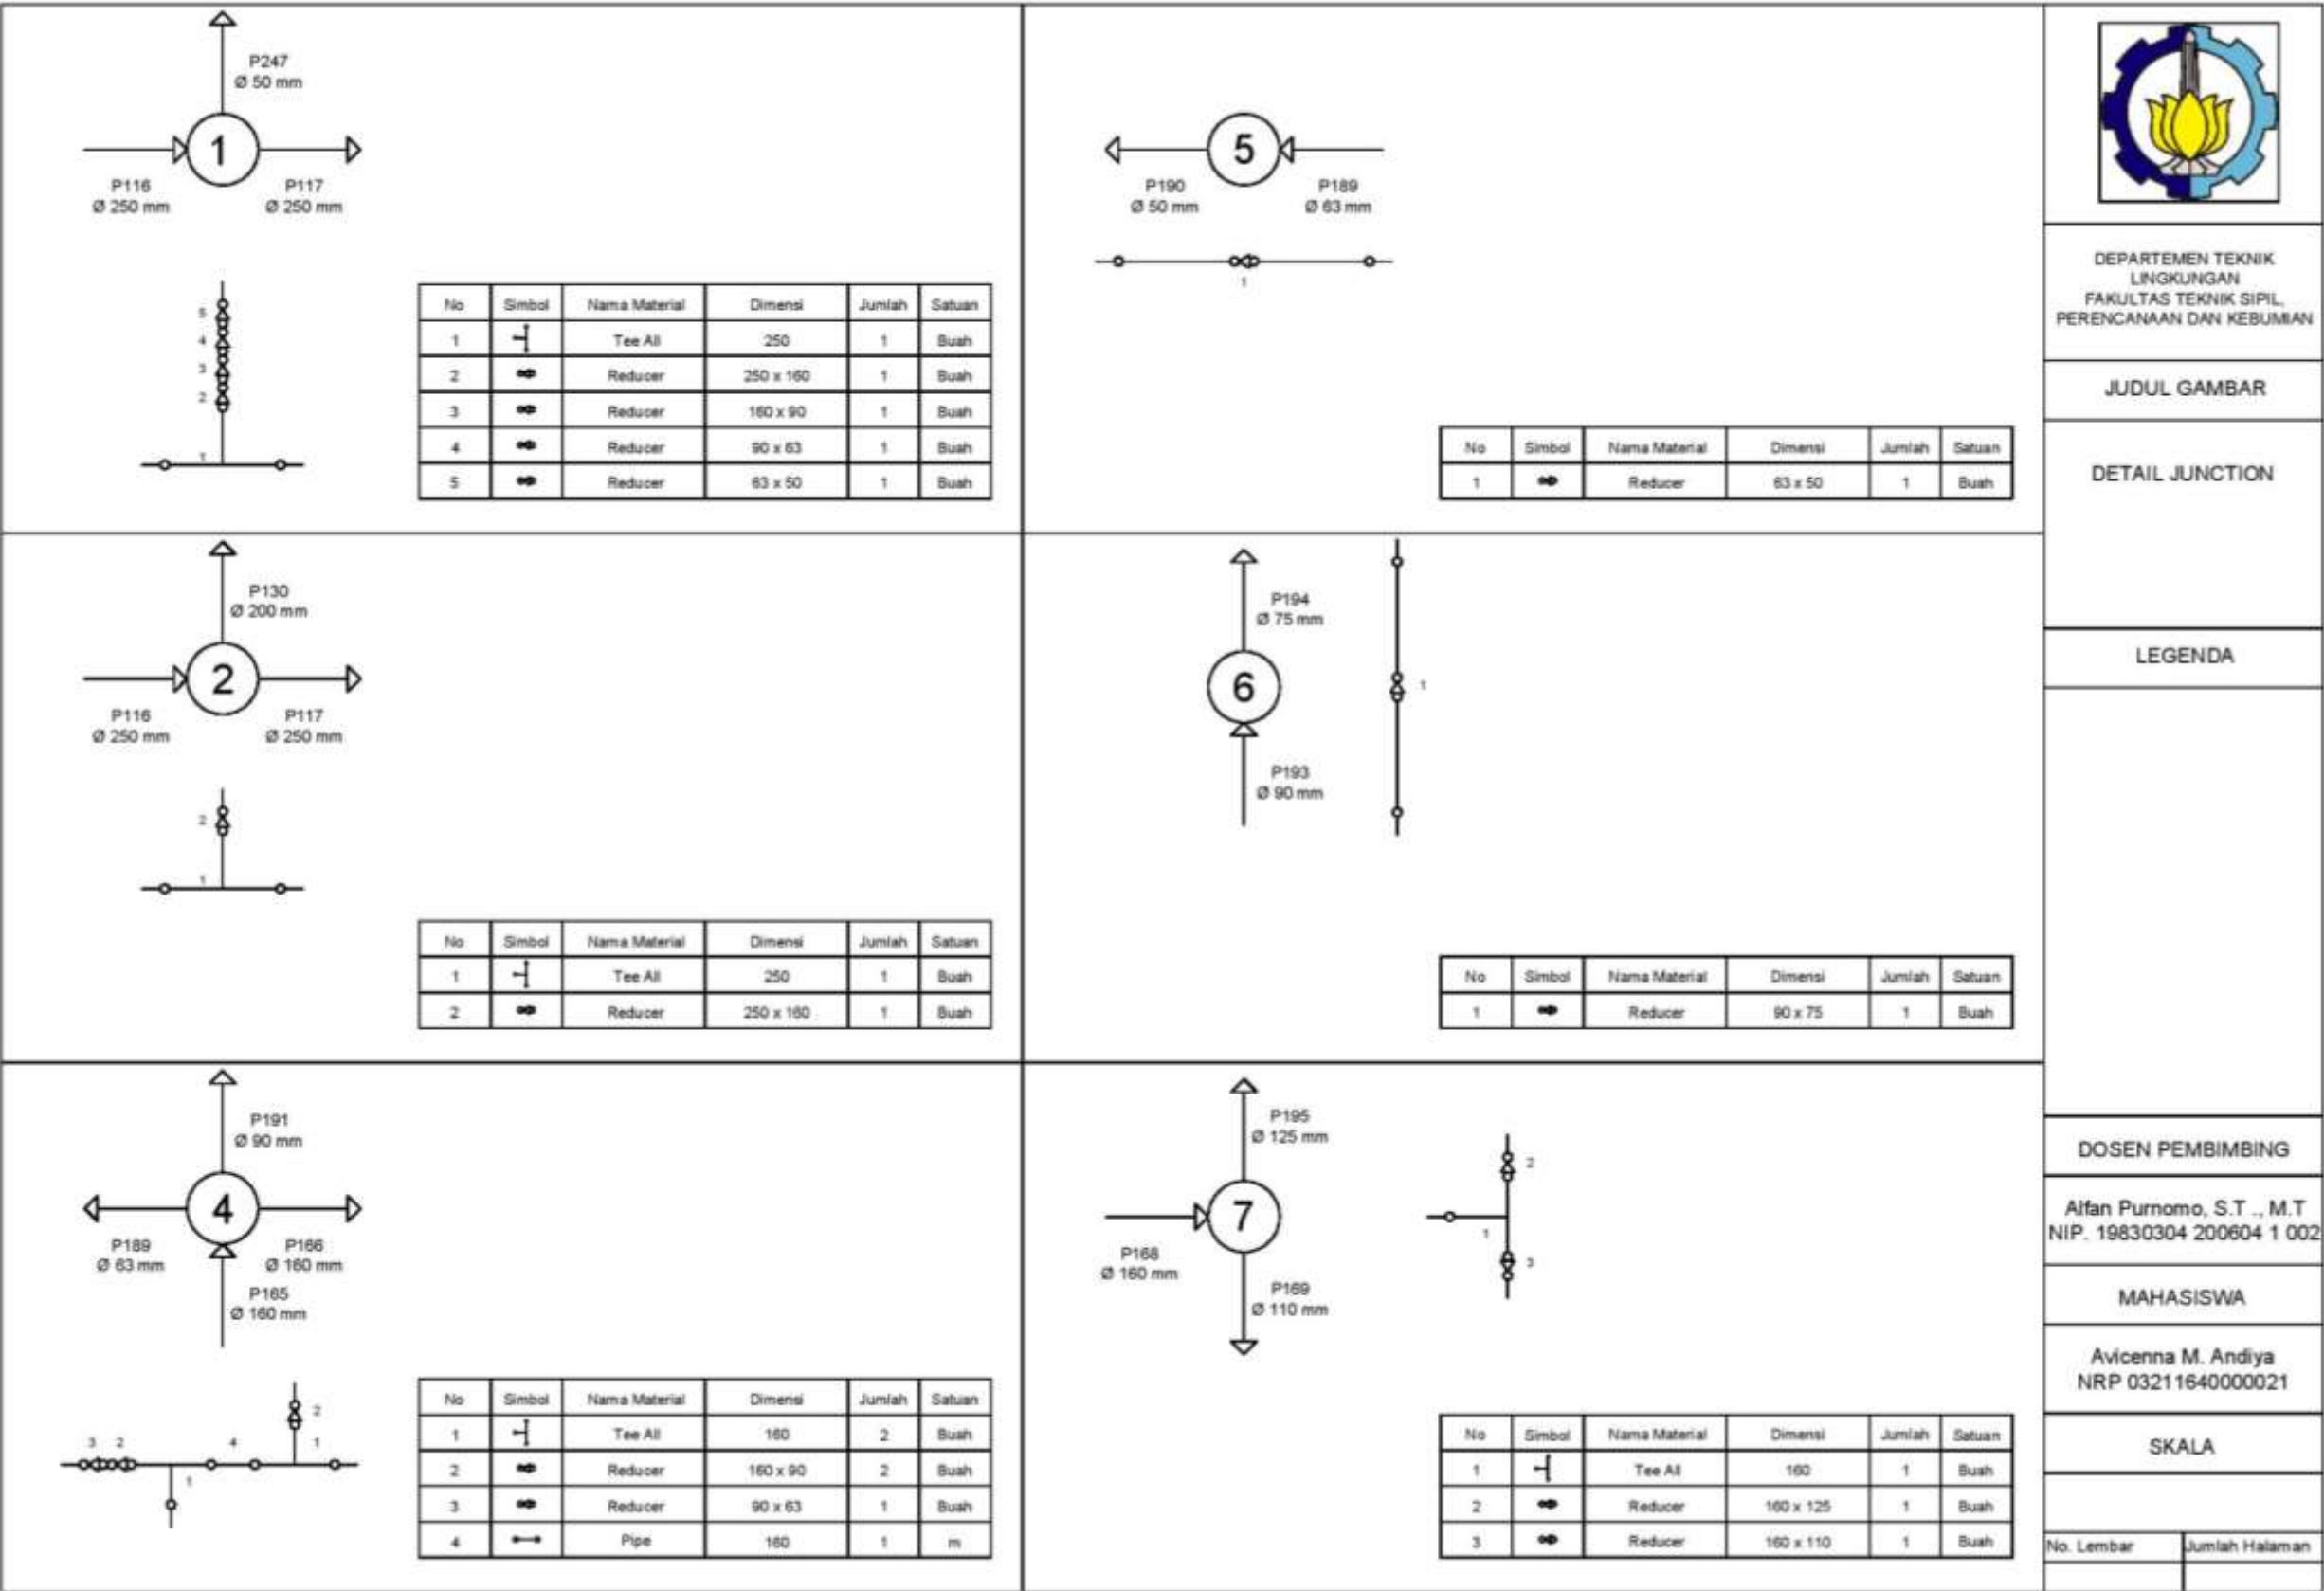 P247
Ø 50 mm
1
P116
Ø 250 mm
P117
Ø 250 mm
5
4
3
2
1
No Simbol Nama Material Dimensi Jumlah Satuan
1 Tee All 250 1 Buah
2 Reducer 250 x 160 1 Buah
3 Reducer 160 x 90 1 Buah
4 Reducer 90 x 63 1 Buah
5 Reducer 63 x 50 1 Buah
5
P190
Ø 50 mm
P189
Ø 63 mm
1
No Simbol Nama Material Dimensi Jumlah Satuan
1 Reducer 63 x 50 1 Buah
P130
Ø 200 mm
2
P116
Ø 250 mm
P117
Ø 250 mm
2
1
No Simbol Nama Material Dimensi Jumlah Satuan
1 Tee All 250 1 Buah
2 Reducer 250 x 160 1 Buah
P194
Ø 75 mm
6
1
P193
Ø 90 mm
No Simbol Nama Material Dimensi Jumlah Satuan
1 Reducer 90 x 75 1 Buah
P191
Ø 90 mm
4
P189
Ø 63 mm
P166
Ø 160 mm
P165
Ø 160 mm
2
3 2 4 1
1
No Simbol Nama Material Dimensi Jumlah Satuan
1 Tee All 160 2 Buah
2 Reducer 160 x 90 2 Buah
3 Reducer 90 x 63 1 Buah
4 Pipe 160 1 m
P195
Ø 125 mm
7
P168
Ø 160 mm
P169
Ø 110 mm
2
1
3
No Simbol Nama Material Dimensi Jumlah Satuan
1 Tee All 160 1 Buah
2 Reducer 160 x 125 1 Buah
3 Reducer 160 x 110 1 Buah
DEPARTEMEN TEKNIK
LINGKUNGAN
FAKULTAS TEKNIK SIPIL,
PERENCANAAN DAN KEBUMIAN
JUDUL GAMBAR
DETAIL JUNCTION
LEGENDA
DOSEN PEMBIMBING
Alfan Purnomo, S.T ., M.T
NIP. 19830304 200604 1 002
MAHASISWA
Avicenna M. Andiya
NRP 03211640000021
SKALA
No. Lembar Jumlah Halaman